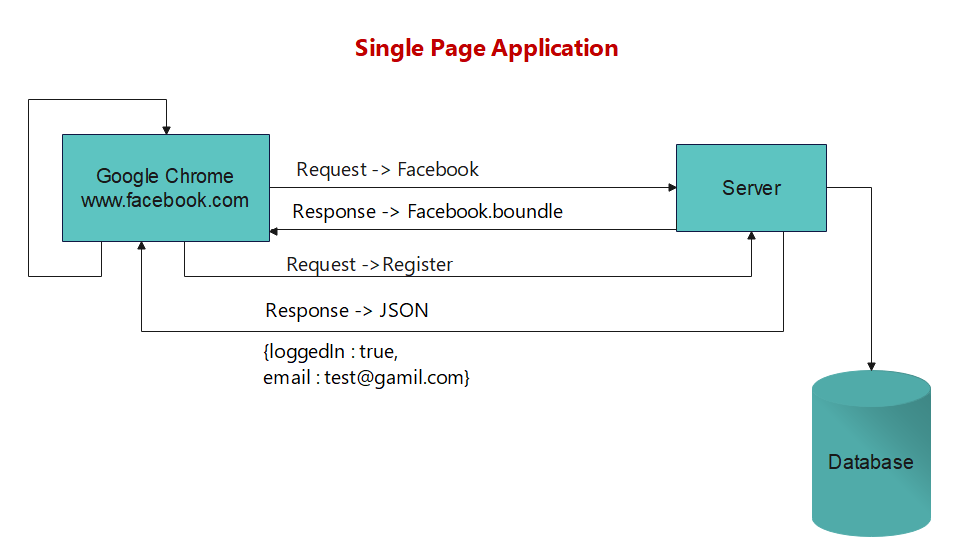 Single Page Application
Google Chrome
www.facebook.com
Request -> Facebook
Server
Response -> Facebook.boundle
Request ->Register
Response -> JSON
{loggedIn : true,
email : test@gamil.com}
Database